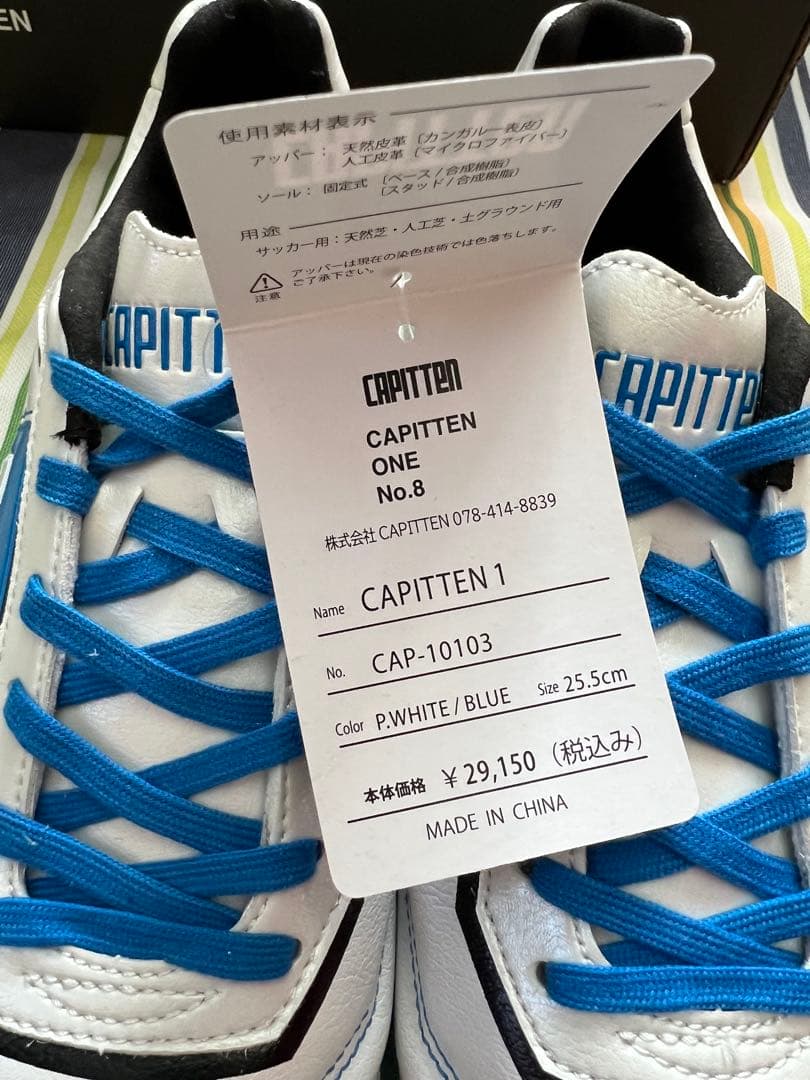 EN
使用素材表示
アッパー： 天然皮革〔カンガルー表皮〕
人工皮革〔マイクロファイバー〕
ソール： 固定式 〔ベース / 合成樹脂〕
〔スタッド / 合成樹脂〕
用途
サッカー用：天然芝・人工芝・土グラウンド用
注意
アッパーは現在の染色技術では色落ちします。
ご了承下さい。
CAPITT
CAPITTEN
CAPITTEN
CAPITTEN
ONE
No.8
株式会社 CAPITTEN 078-414-8839
Name CAPITTEN 1
No. CAP-10103
Color P.WHITE / BLUE Size 25.5cm
本体価格 ￥29,150（税込み）
MADE IN CHINA